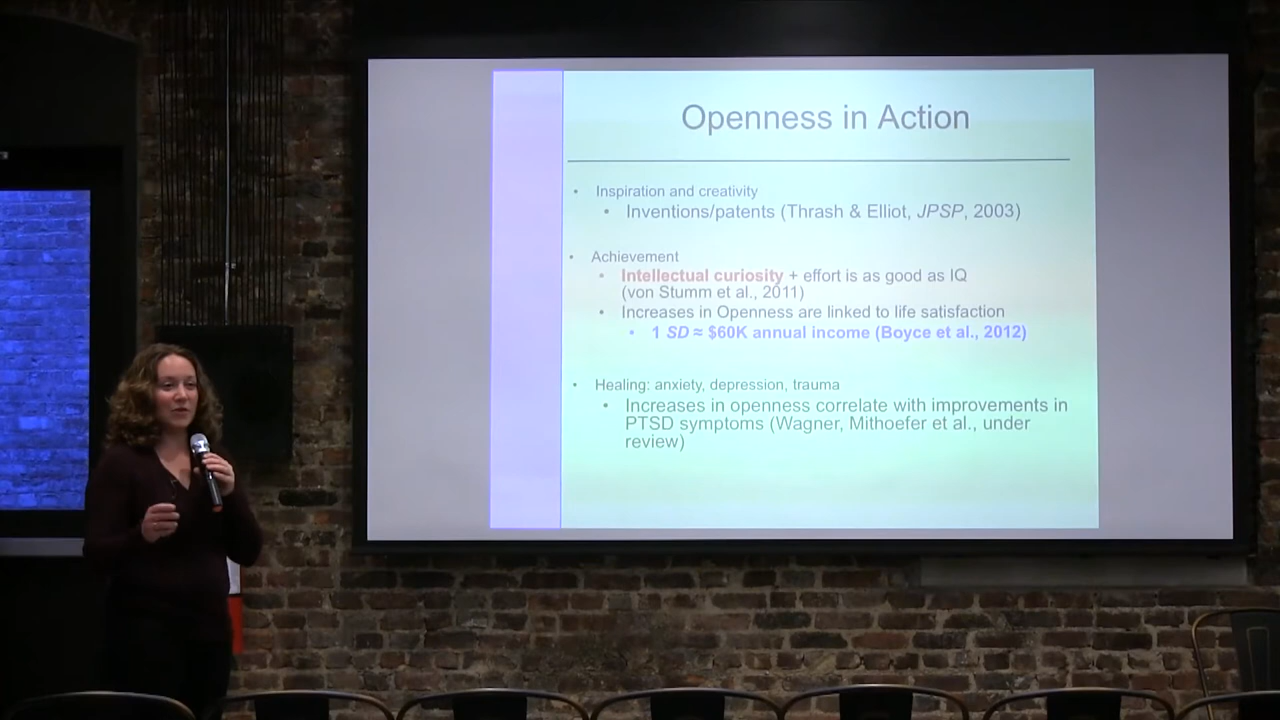 Openness in Action
• Inspiration and creativity
• Inventions/patents (Thrash & Elliot, JPSP, 2003)
• Achievement
• Intellectual curiosity + effort is as good as IQ
(von Stumm et al., 2011)
• Increases in Openness are linked to life satisfaction
• 1 SD ≈ $60K annual income (Boyce et al., 2012)
• Healing: anxiety, depression, trauma
• Increases in openness correlate with improvements in
PTSD symptoms (Wagner, Mithoefer et al., under
review)